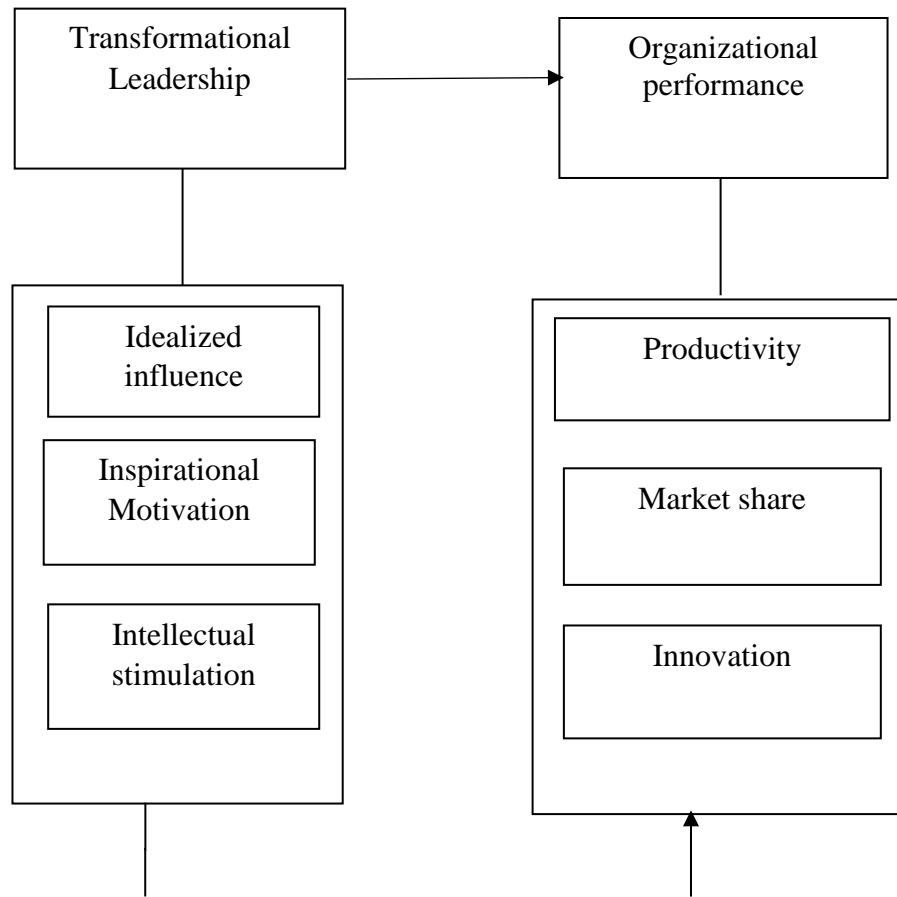 Transformational
Leadership
Organizational
performance
Idealized
influence
Inspirational
Motivation
Intellectual
stimulation
Productivity
Market share
Innovation